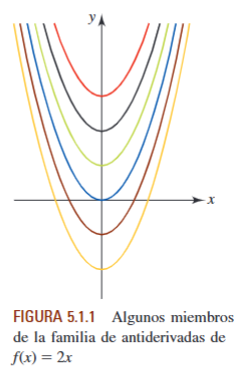 y
x
FIGURA 5.1.1 Algunos miembros
de la familia de antiderivadas de
f(x) = 2x